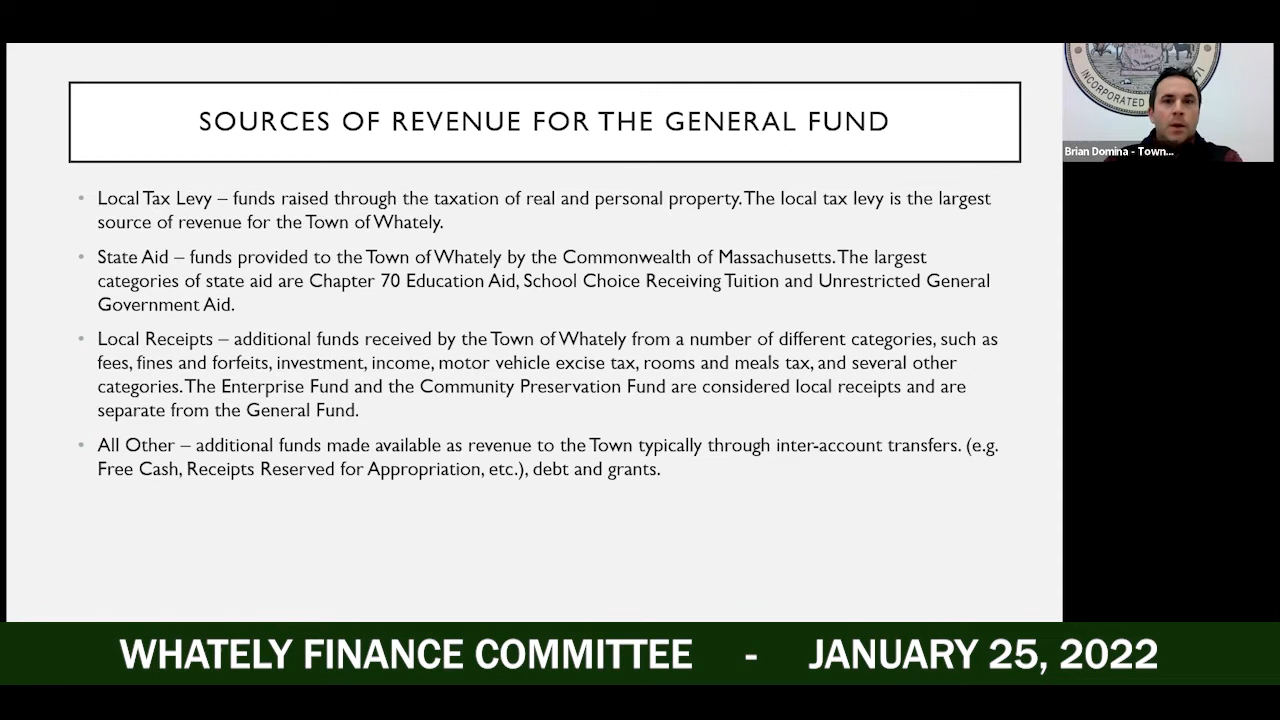 SOURCES OF REVENUE FOR THE GENERAL FUND
• Local Tax Levy – funds raised through the taxation of real and personal property. The local tax levy is the largest
source of revenue for the Town of Whately.
• State Aid – funds provided to the Town of Whately by the Commonwealth of Massachusetts. The largest
categories of state aid are Chapter 70 Education Aid, School Choice Receiving Tuition and Unrestricted General
Government Aid.
• Local Receipts – additional funds received by the Town of Whately from a number of different categories, such as
fees, fines and forfeits, investment, income, motor vehicle excise tax, rooms and meals tax, and several other
categories. The Enterprise Fund and the Community Preservation Fund are considered local receipts and are
separate from the General Fund.
• All Other – additional funds made available as revenue to the Town typically through inter-account transfers. (e.g.
Free Cash, Receipts Reserved for Appropriation, etc.), debt and grants.
INCORPORATED
Brian Domina - Town...
WHATELY FINANCE COMMITTEE - JANUARY 25, 2022